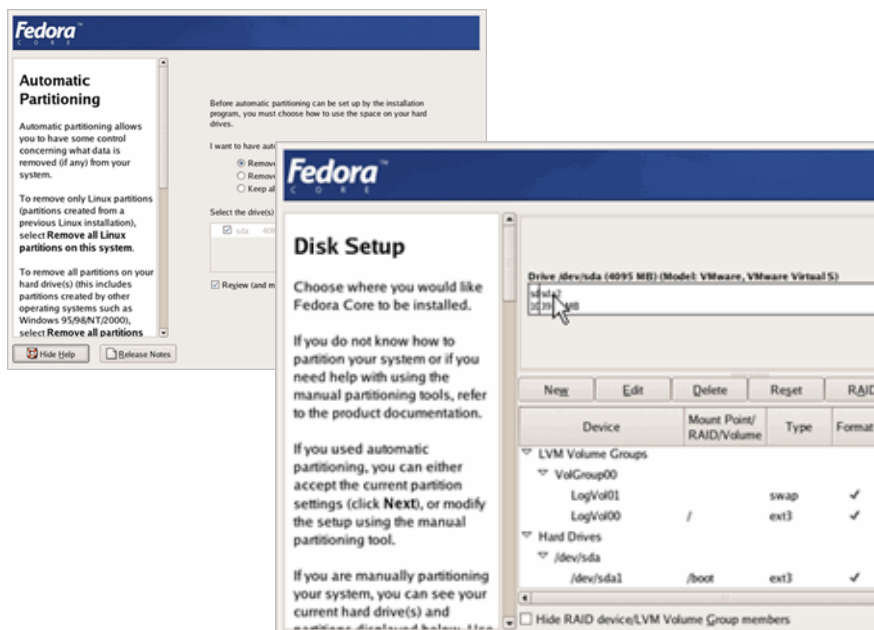 Fedora™
CORE
Automatic
Partitioning
Automatic partitioning allows
you to have some control
concerning what data is
removed (if any) from your
system.
To remove only Linux partitions
(partitions created from a
previous Linux installation),
select Remove all Linux
partitions on this system.
To remove all partitions on your
hard drive(s) (this includes
partitions created by other
operating systems such as
Windows 95/98/NT/2000),
select Remove all partitions
Hide Help
Release Notes
Before automatic partitioning can be set up by the installation
program, you must choose how to use the space on your hard
drives.
I want to have
Remove
Remove
Keep
Select the drive(s)
sda
Review (and
Fedora™
CORE
Disk Setup
Choose where you would like
Fedora Core to be installed.
If you do not know how to
partition your system or if you
need help with using the
manual partitioning tools, refer
to the product documentation.
If you used automatic
partitioning, you can either
accept the current partition
settings (click Next), or modify
the setup using the manual
partitioning tool.
If you are manually partitioning
your system, you can see your
current hard drive(s) and
partitions displayed below. Use
Drive /dev/sda (4095 MB) (Model: VMware, VMware Virtual S)
sda2
MB
New Edit Delete Reset RAID
Device Mount Point/ RAID/Volume Type Format
LVM Volume Groups
VolGroup00
LogVol01 swap ✓
LogVol00 / ext3 ✓
Hard Drives
/dev/sda
/dev/sda1 /boot ext3 ✓
Hide RAID device/LVM Volume Group members